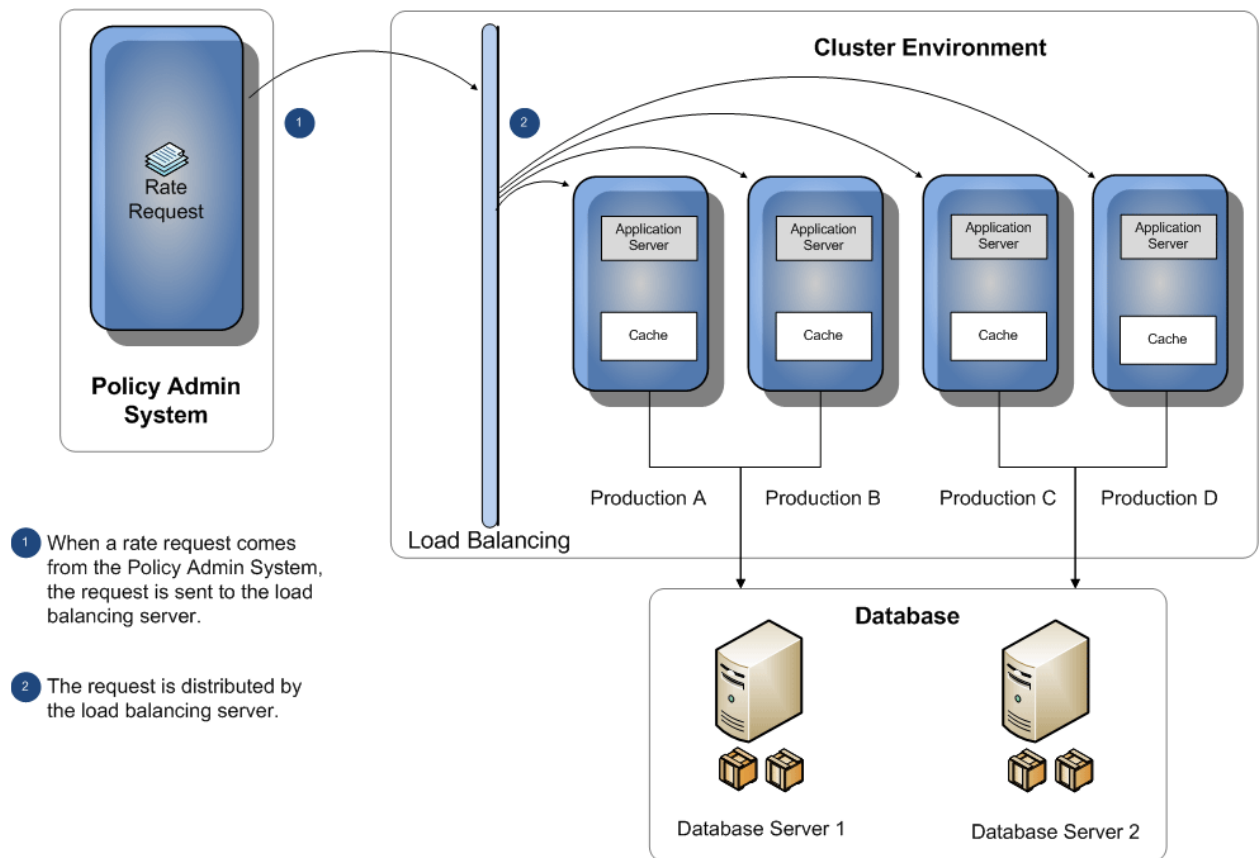 Cluster Environment
1
2
Rate
Request
Application
Server
Application
Server
Application
Server
Application
Server
Cache
Cache
Cache
Cache
Policy Admin
System
Production A
Production B
Production C
Production D
Load Balancing
1 When a rate request comes
from the Policy Admin System,
the request is sent to the load
balancing server.
2 The request is distributed by
the load balancing server.
Database
Database Server 1
Database Server 2